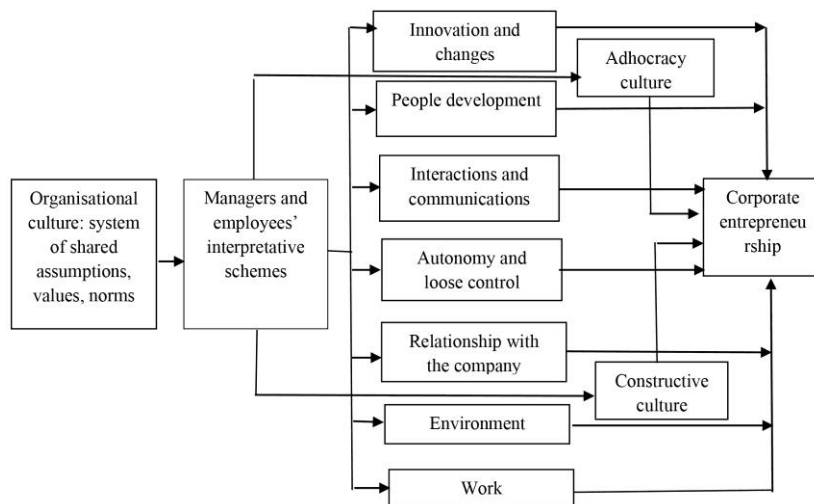 Innovation and
changes
Adhocracy
culture
People development
Interactions and
communications
Organisational
culture: system
of shared
assumptions,
values, norms
Managers and
employees’
interpretative
schemes
Corporate
entrepreneu
rship
Autonomy and
loose control
Relationship with
the company
Constructive
culture
Environment
Work